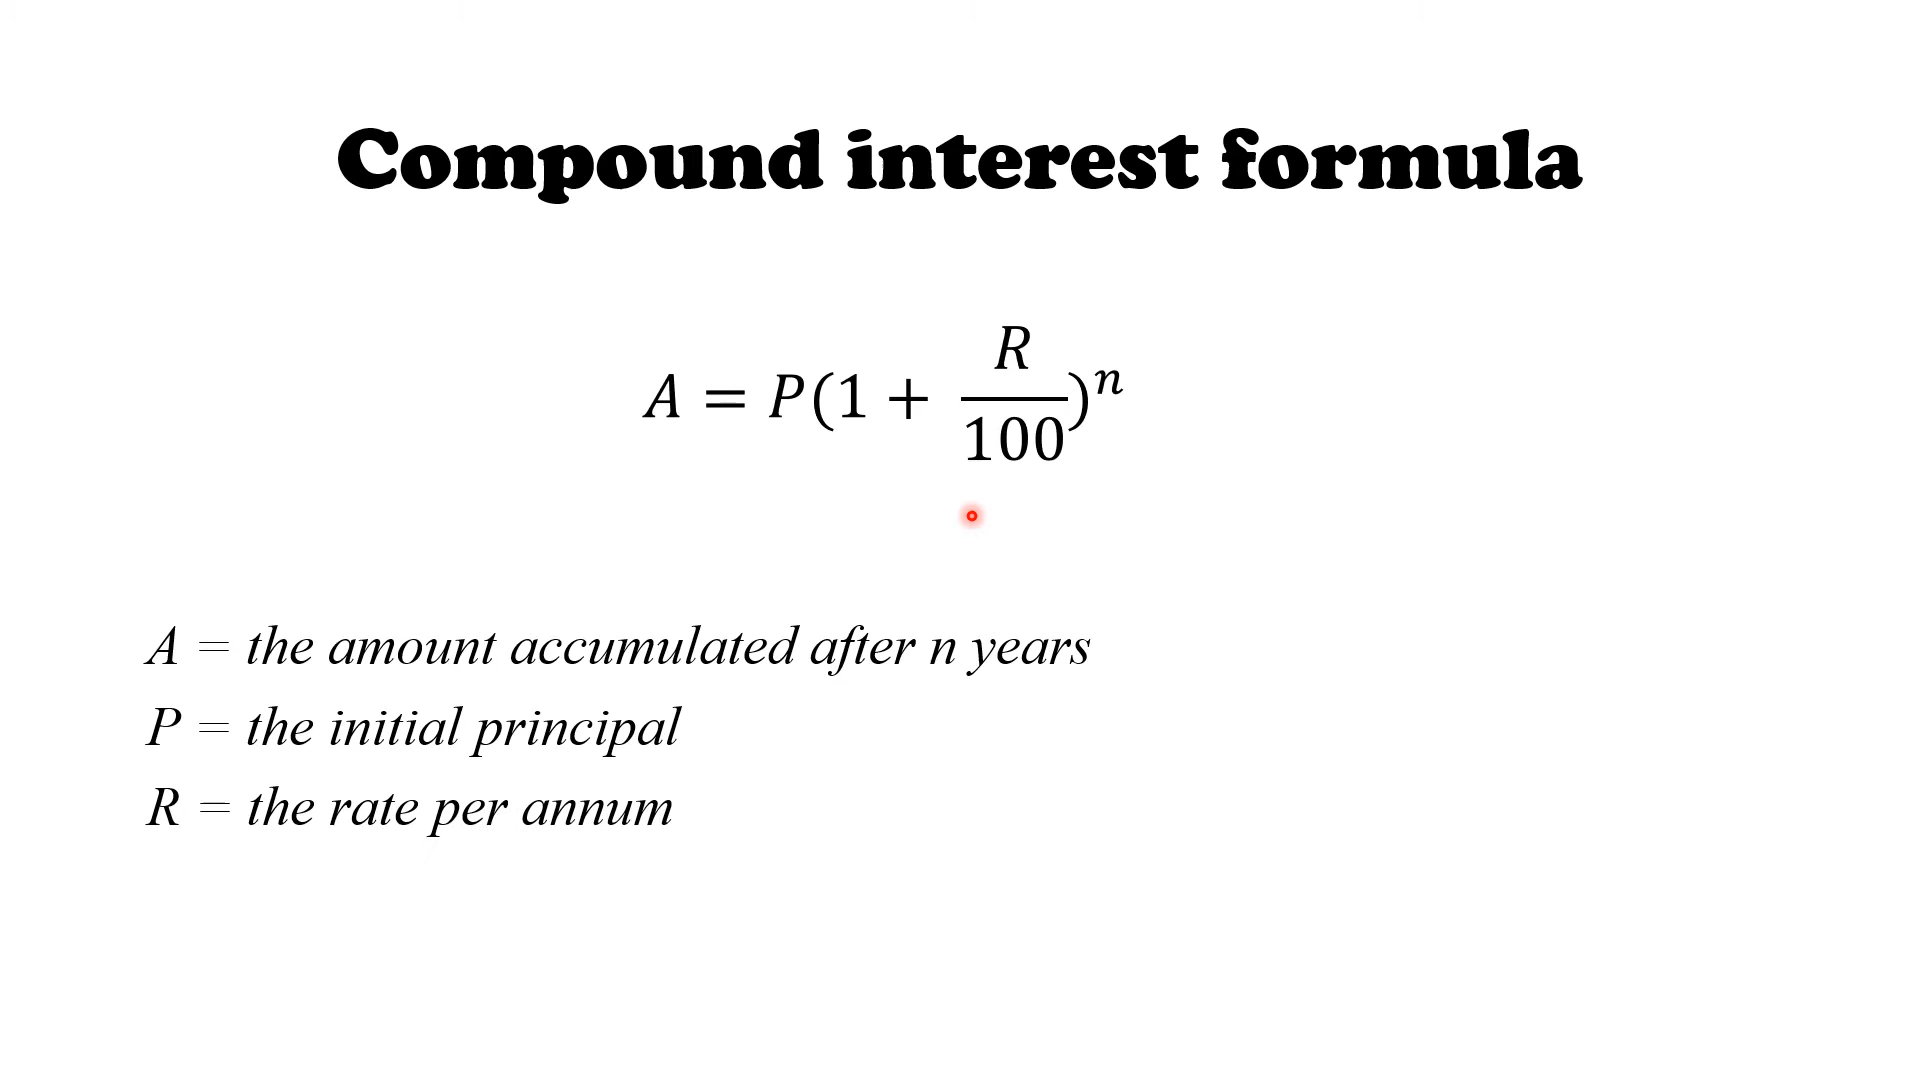 Compound interest formula
A = P(1 + R/100)^n
A = the amount accumulated after n years
P = the initial principal
R = the rate per annum